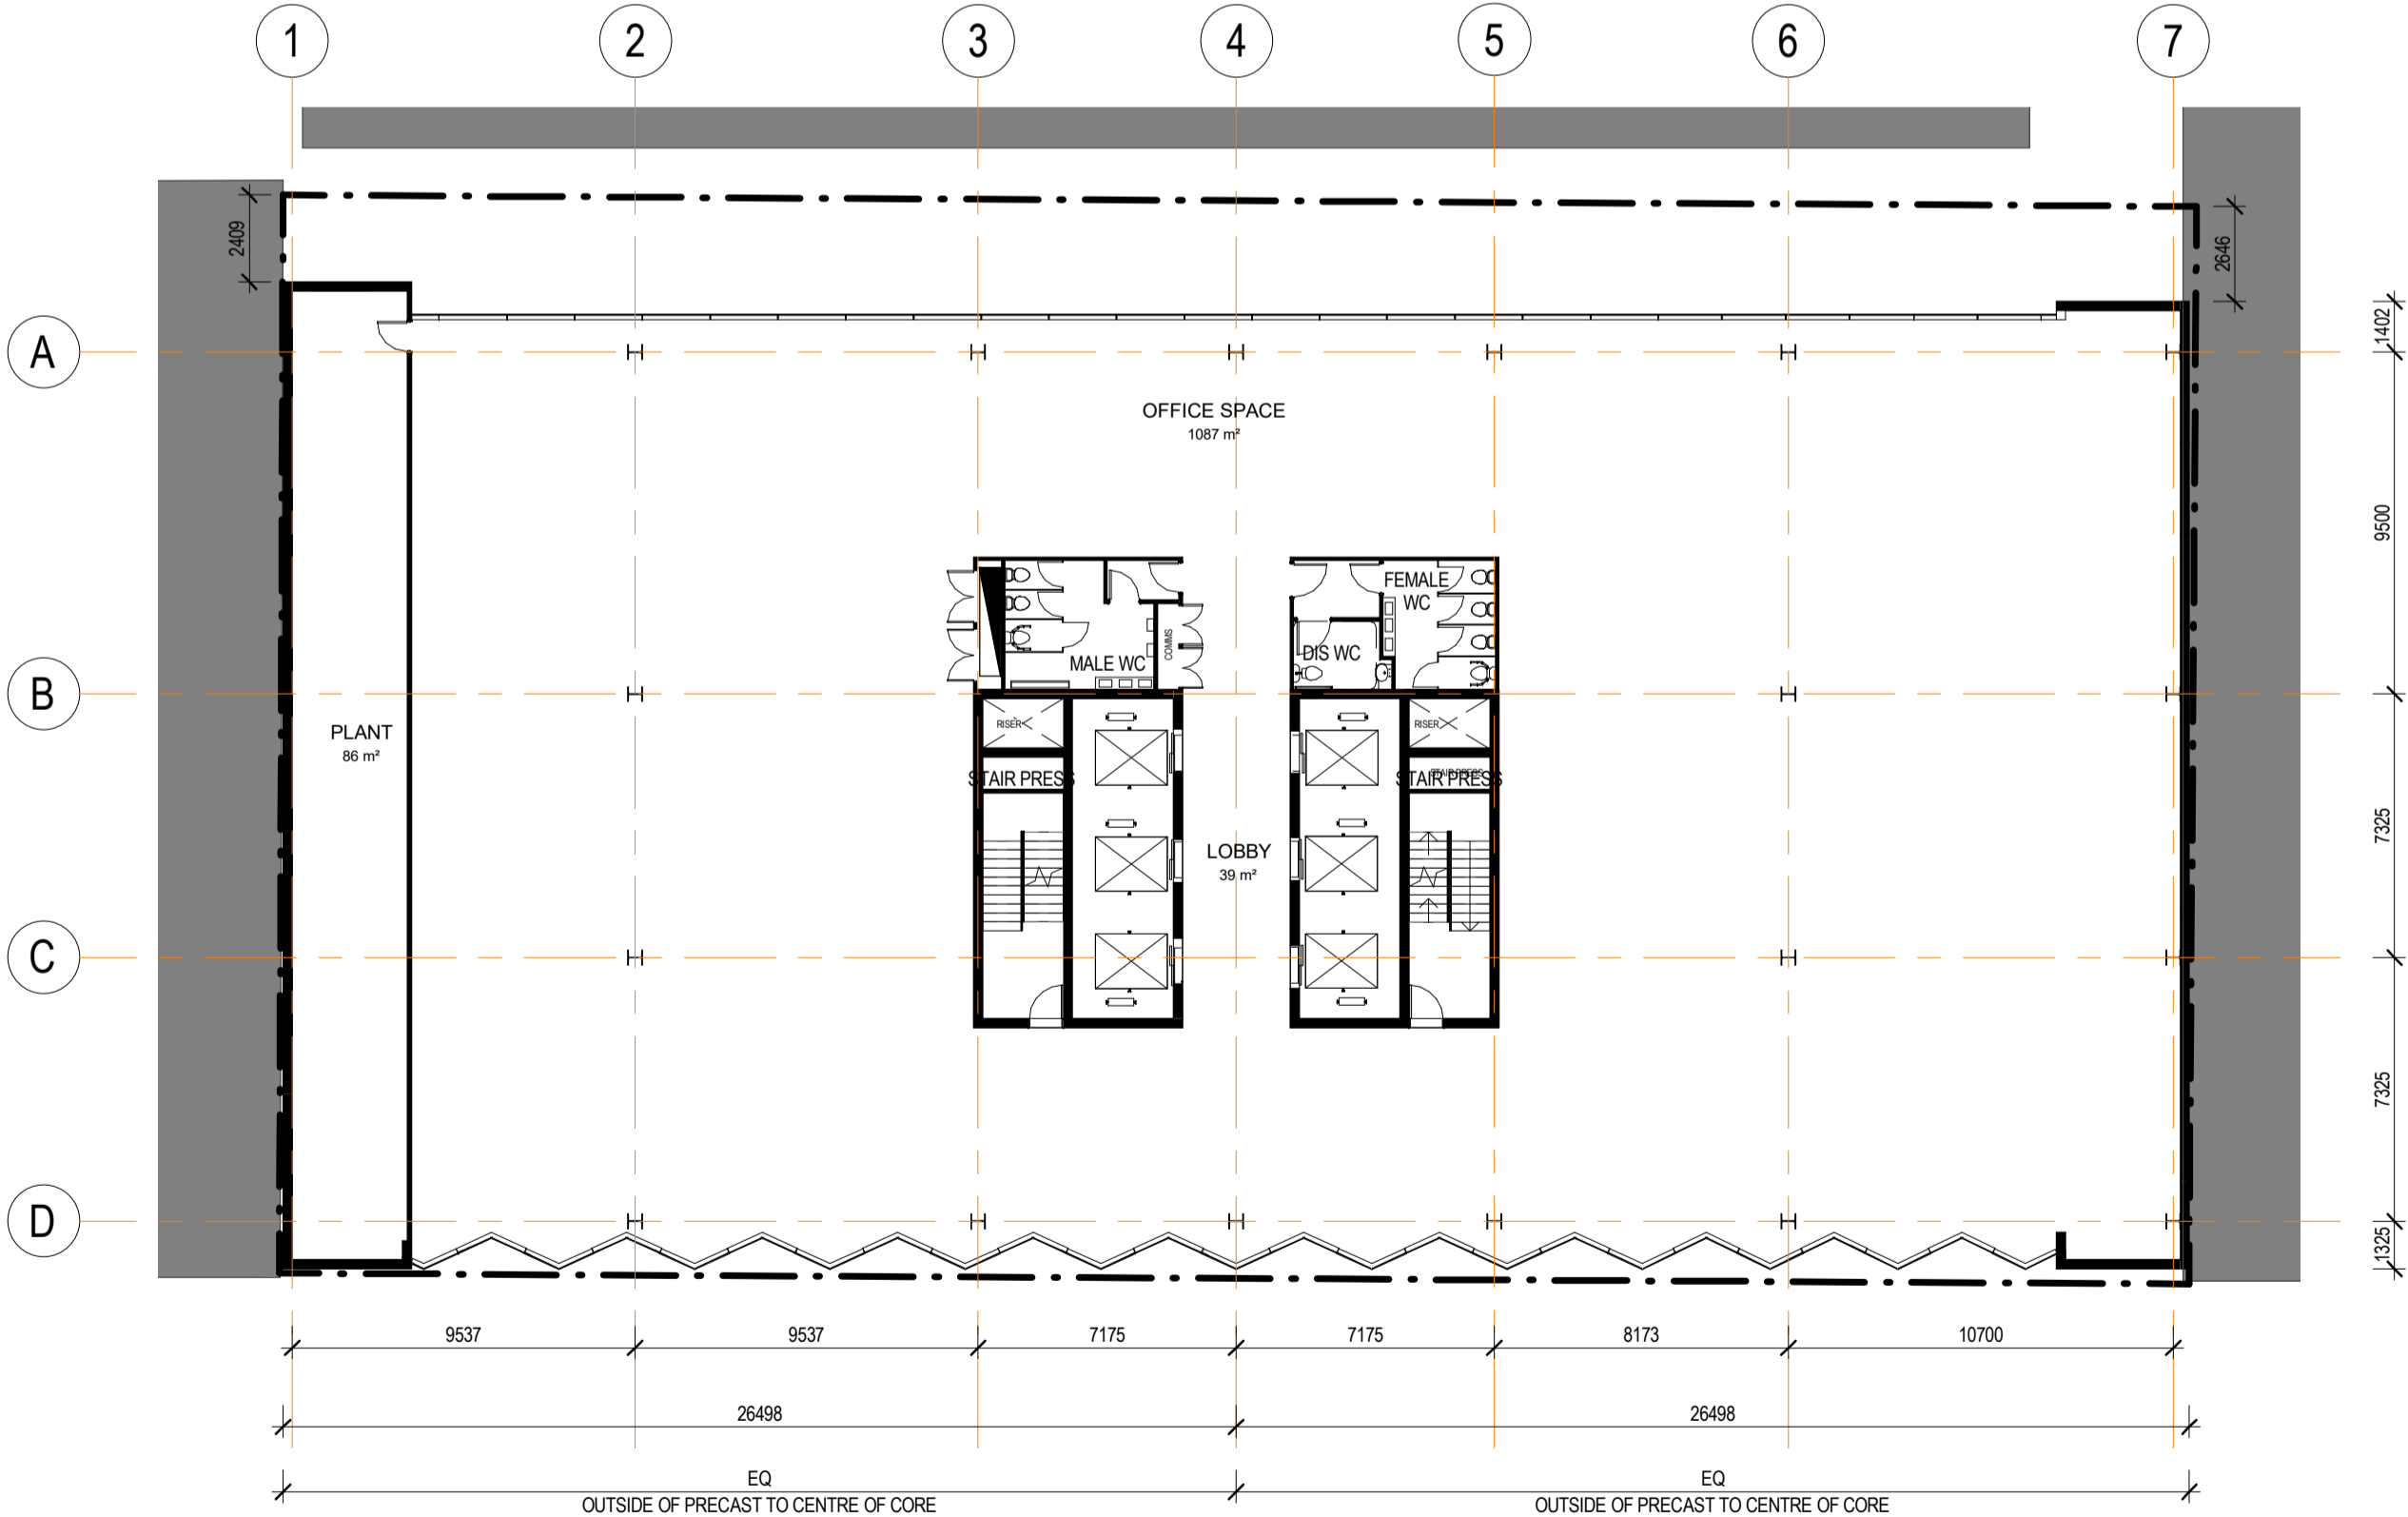 1 2 3 4 5 6 7
2409
2646
1402
A
OFFICE SPACE
1087 m²
9500
FEMALE
WC
COMMS
DIS WC
MALE WC
B
RISER
RISER
PLANT
86 m²
STAIR PRESS
STAIR PRESS
STAIR PRESS
7325
LOBBY
39 m²
C
7325
D
1325
9537 9537 7175 7175 8173 10700
26498 26498
EQ EQ
OUTSIDE OF PRECAST TO CENTRE OF CORE OUTSIDE OF PRECAST TO CENTRE OF CORE